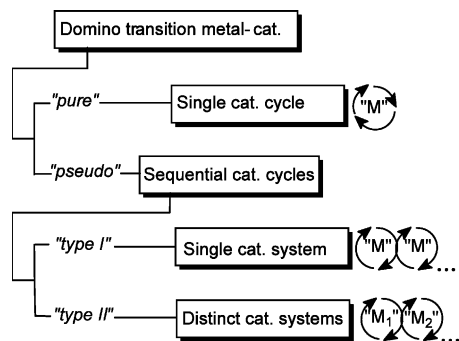 Domino transition metal-cat.
"pure" Single cat. cycle "M"
"pseudo" Sequential cat. cycles
"type I" Single cat. system "M" "M" ...
"type II" Distinct cat. systems "M₁" "M₂" ...